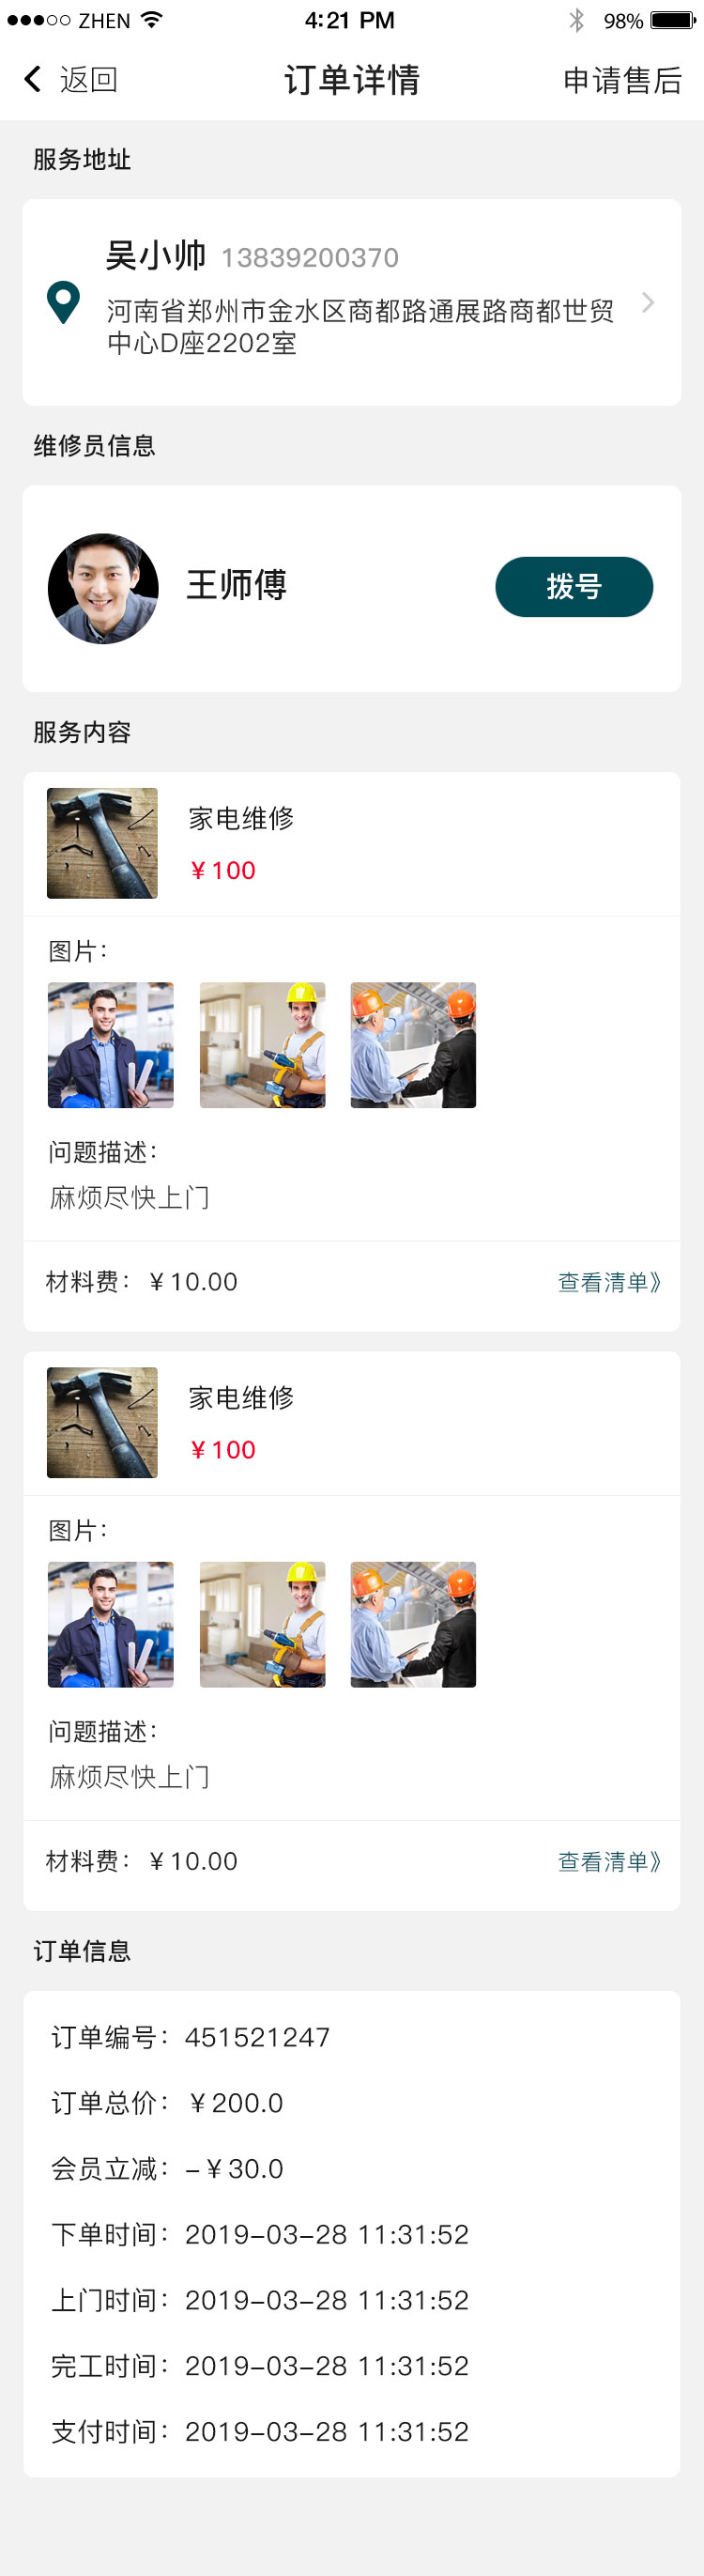 ZHEN 4:21 PM 98%
返回 订单详情 申请售后
服务地址
吴小帅 13839200370
河南省郑州市金水区商都路通展路商都世贸
中心D座2202室
维修员信息
王师傅 拨号
服务内容
家电维修
￥100
图片：
问题描述：
麻烦尽快上门
材料费：￥10.00 查看清单》
家电维修
￥100
图片：
问题描述：
麻烦尽快上门
材料费：￥10.00 查看清单》
订单信息
订单编号：451521247
订单总价：￥200.0
会员立减：-￥30.0
下单时间：2019-03-28 11:31:52
上门时间：2019-03-28 11:31:52
完工时间：2019-03-28 11:31:52
支付时间：2019-03-28 11:31:52